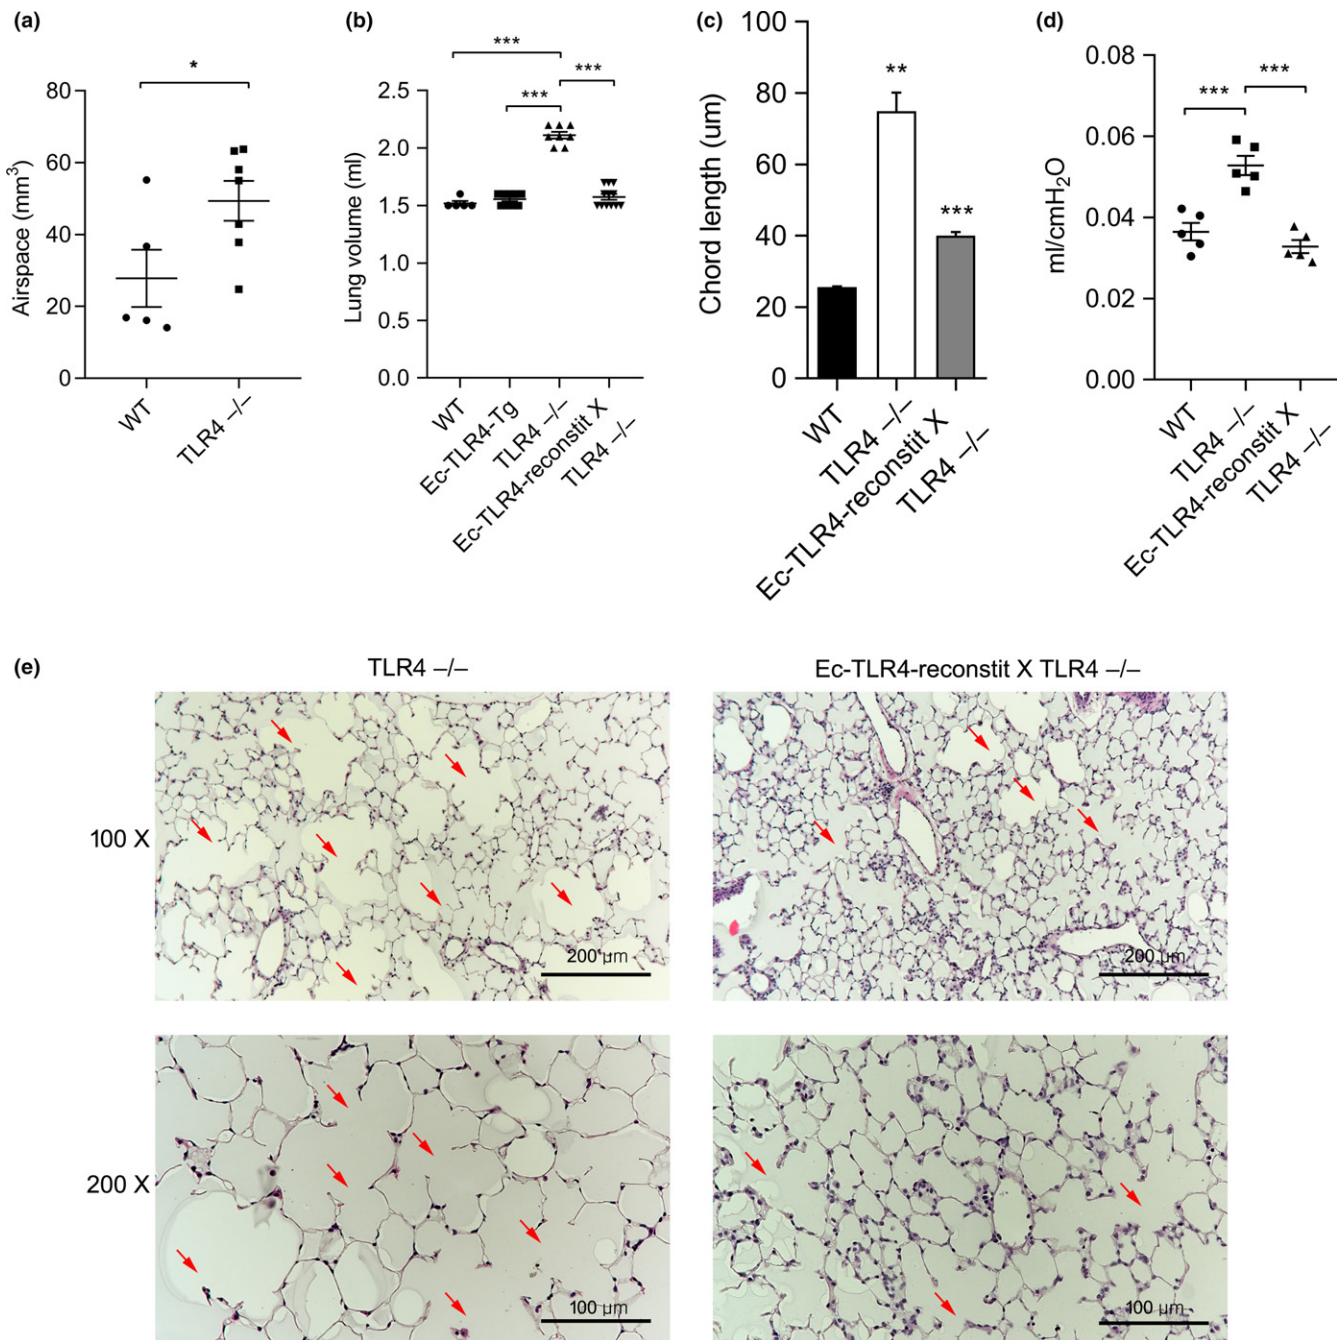 (a)
*
80
60
40
20
0
Airspace (mm³)
WT
TLR4 –/–
(b)
***
***
***
2.5
2.0
1.5
1.0
0.5
0.0
Lung volume (ml)
WT
Ec-TLR4-Tg
TLR4 –/–
Ec-TLR4-reconstit X
TLR4 –/–
(c)
**
***
100
80
60
40
20
0
Chord length (um)
WT
TLR4 –/–
Ec-TLR4-reconstit X
TLR4 –/–
(d)
***
***
0.08
0.06
0.04
0.02
0.00
ml/cmH₂O
WT
TLR4 –/–
Ec-TLR4-reconstit X
TLR4 –/–
(e)
TLR4 –/–
Ec-TLR4-reconstit X TLR4 –/–
100 X
200 µm
200 µm
200 X
100 µm
100 µm